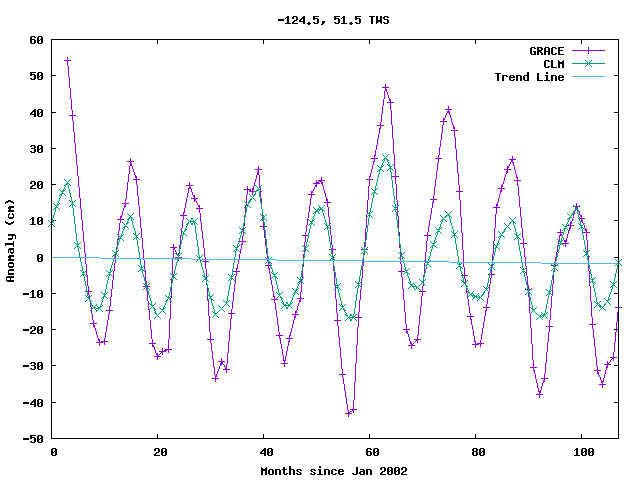 -124.5, 51.5 TWS
GRACE
CLM
Trend Line
60
50
40
30
20
10
0
-10
-20
-30
-40
-50
Anomaly (cm)
0 20 40 60 80 100
Months since Jan 2002